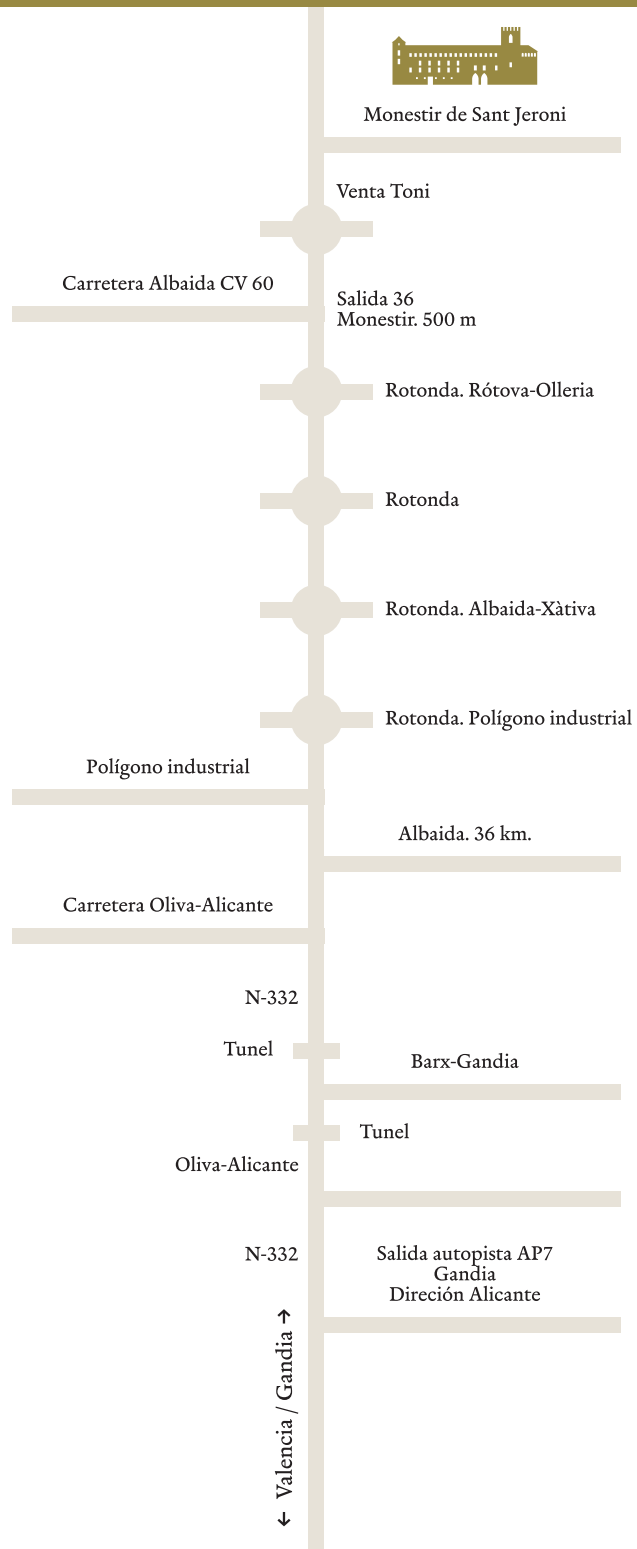 Monestir de Sant Jeroni
Venta Toni
Carretera Albaida CV 60
Salida 36
Monestir. 500 m
Rotonda. Rótova-Olleria
Rotonda
Rotonda. Albaida-Xàtiva
Rotonda. Polígono industrial
Polígono industrial
Albaida. 36 km.
Carretera Oliva-Alicante
N-332
Tunel
Barx-Gandia
Tunel
Oliva-Alicante
N-332
Salida autopista AP7
Gandia
Direción Alicante
← Valencia / Gandia →